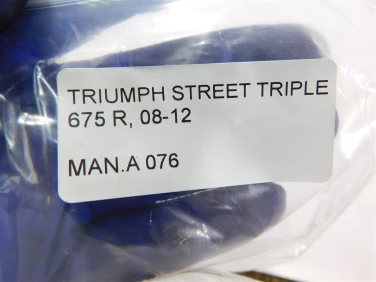 TRIUMPH STREET TRIPLE
675 R, 08-12
MAN.A 076